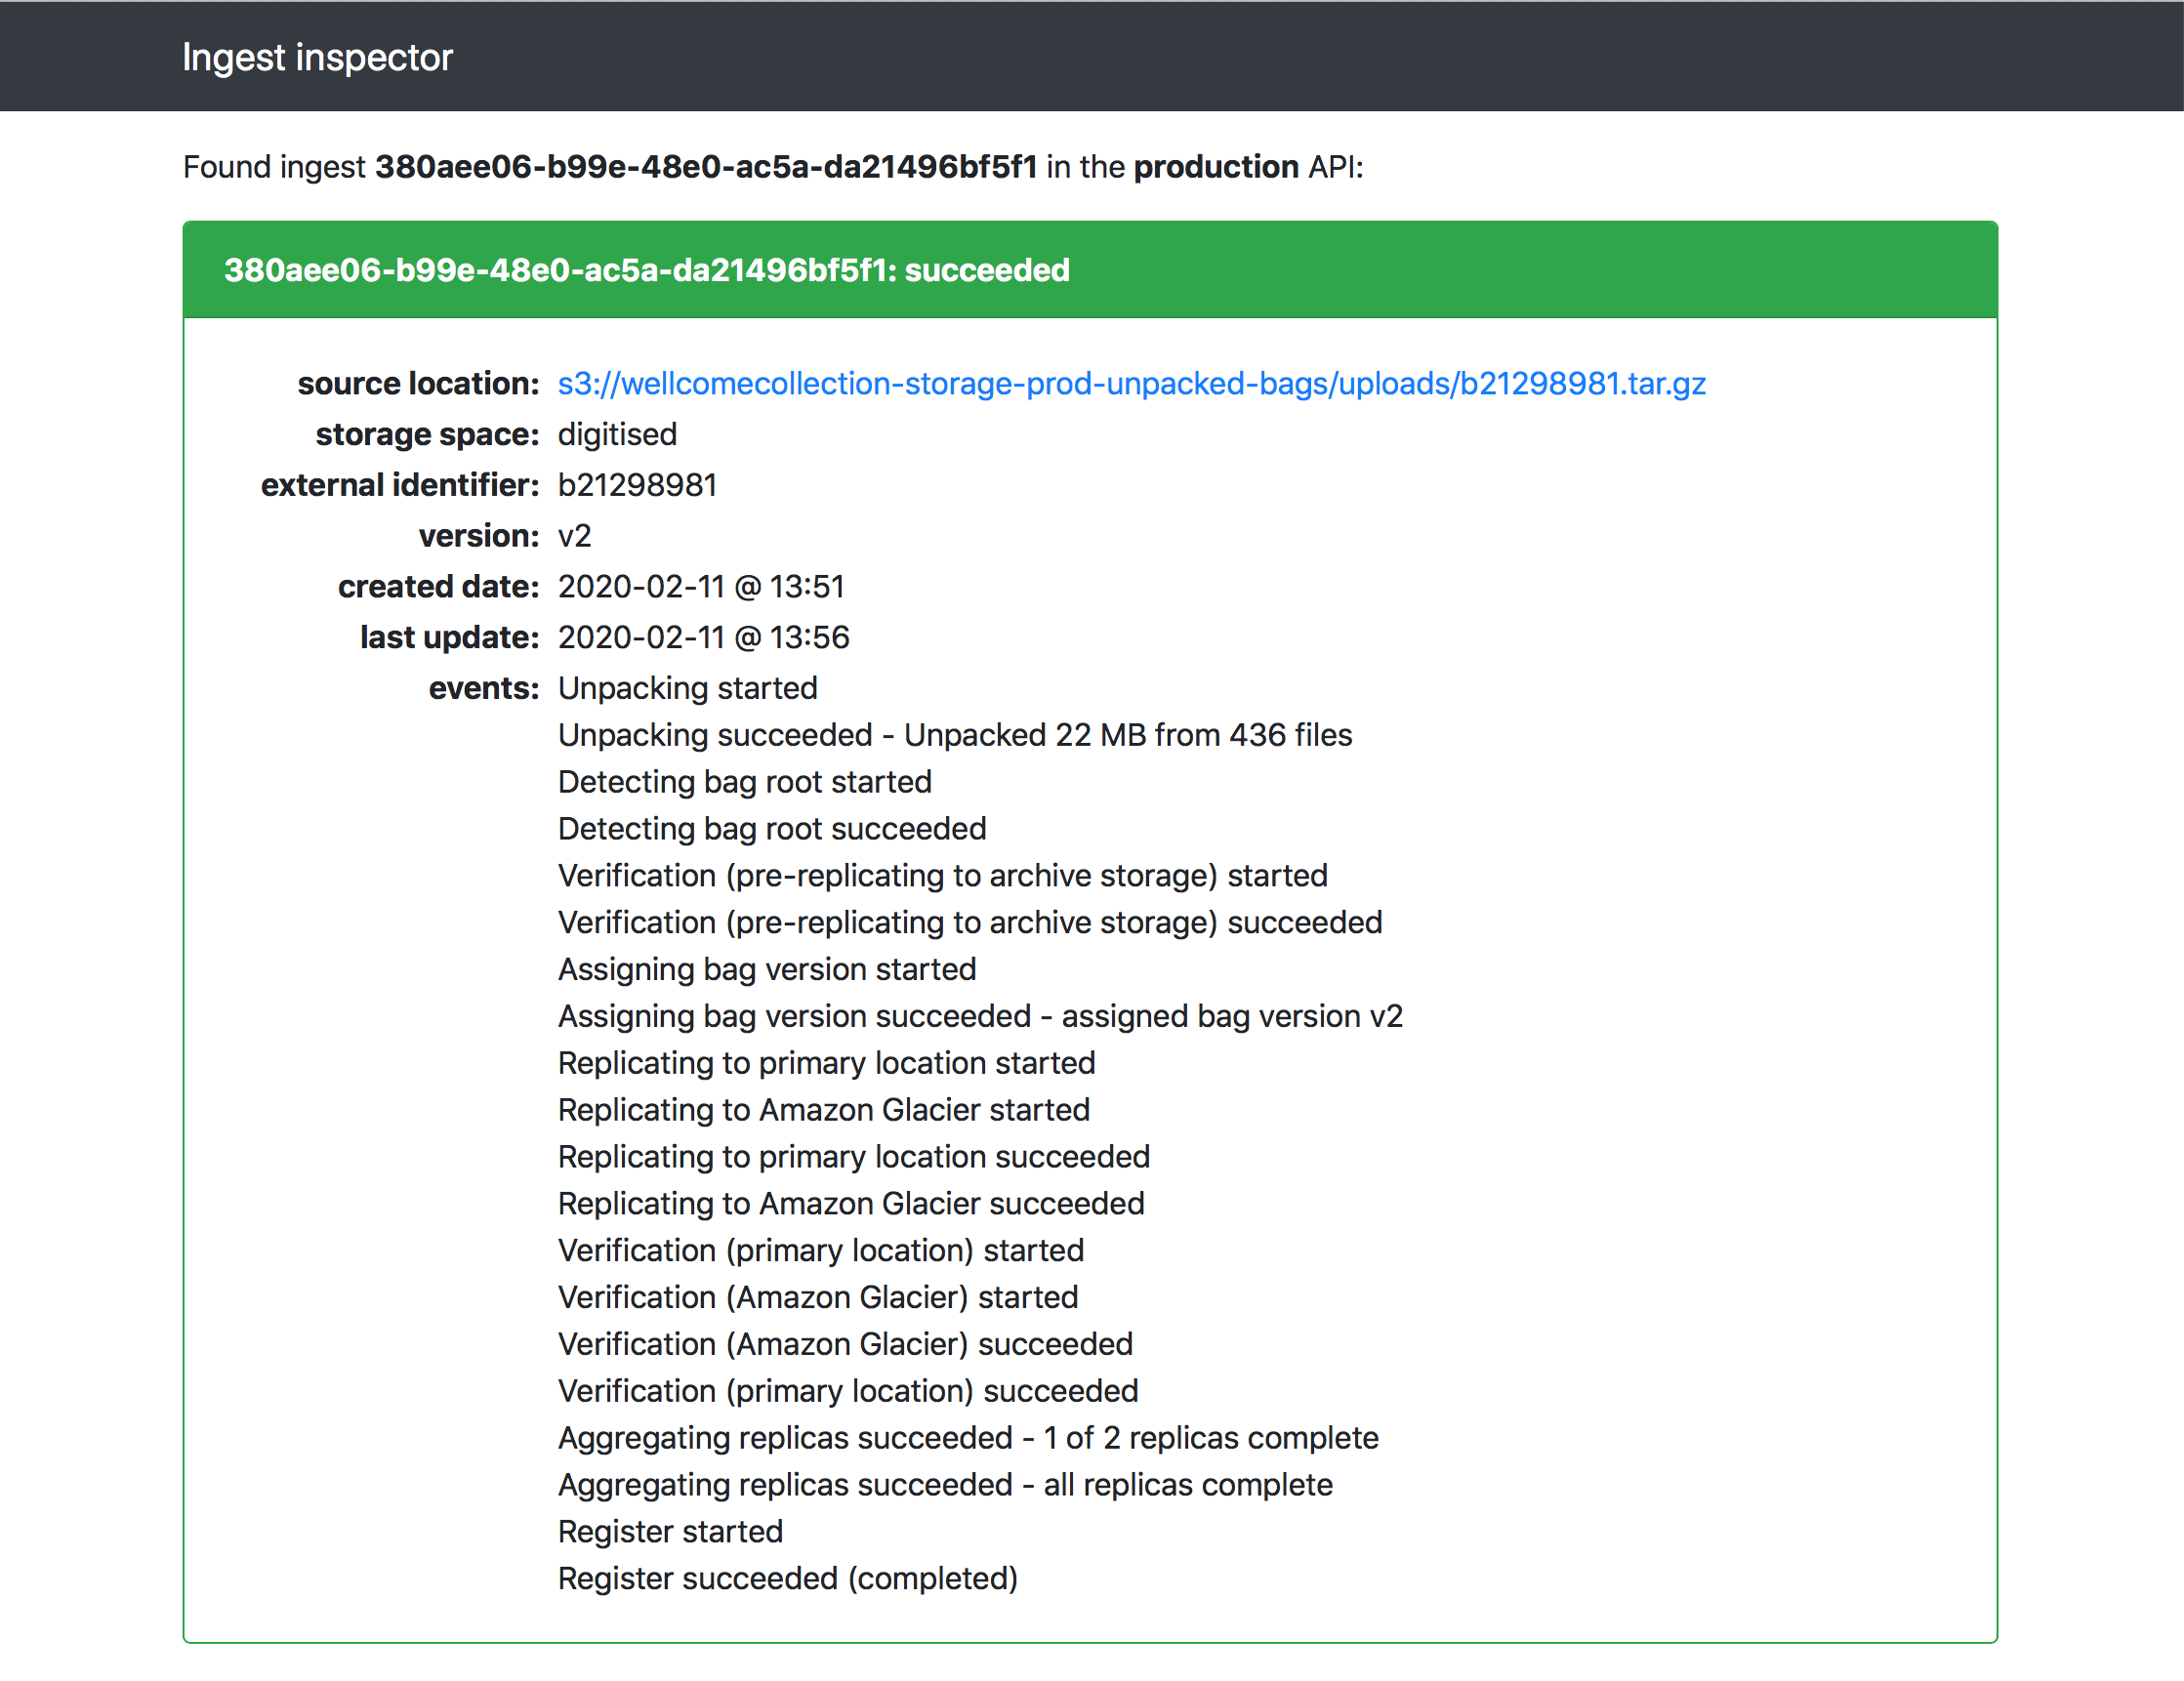 Ingest inspector
Found ingest 380aee06-b99e-48e0-ac5a-da21496bf5f1 in the production API:
380aee06-b99e-48e0-ac5a-da21496bf5f1: succeeded
source location: s3://wellcomecollection-storage-prod-unpacked-bags/uploads/b21298981.tar.gz
storage space: digitised
external identifier: b21298981
version: v2
created date: 2020-02-11 @ 13:51
last update: 2020-02-11 @ 13:56
events: Unpacking started
Unpacking succeeded - Unpacked 22 MB from 436 files
Detecting bag root started
Detecting bag root succeeded
Verification (pre-replicating to archive storage) started
Verification (pre-replicating to archive storage) succeeded
Assigning bag version started
Assigning bag version succeeded - assigned bag version v2
Replicating to primary location started
Replicating to Amazon Glacier started
Replicating to primary location succeeded
Replicating to Amazon Glacier succeeded
Verification (primary location) started
Verification (Amazon Glacier) started
Verification (Amazon Glacier) succeeded
Verification (primary location) succeeded
Aggregating replicas succeeded - 1 of 2 replicas complete
Aggregating replicas succeeded - all replicas complete
Register started
Register succeeded (completed)